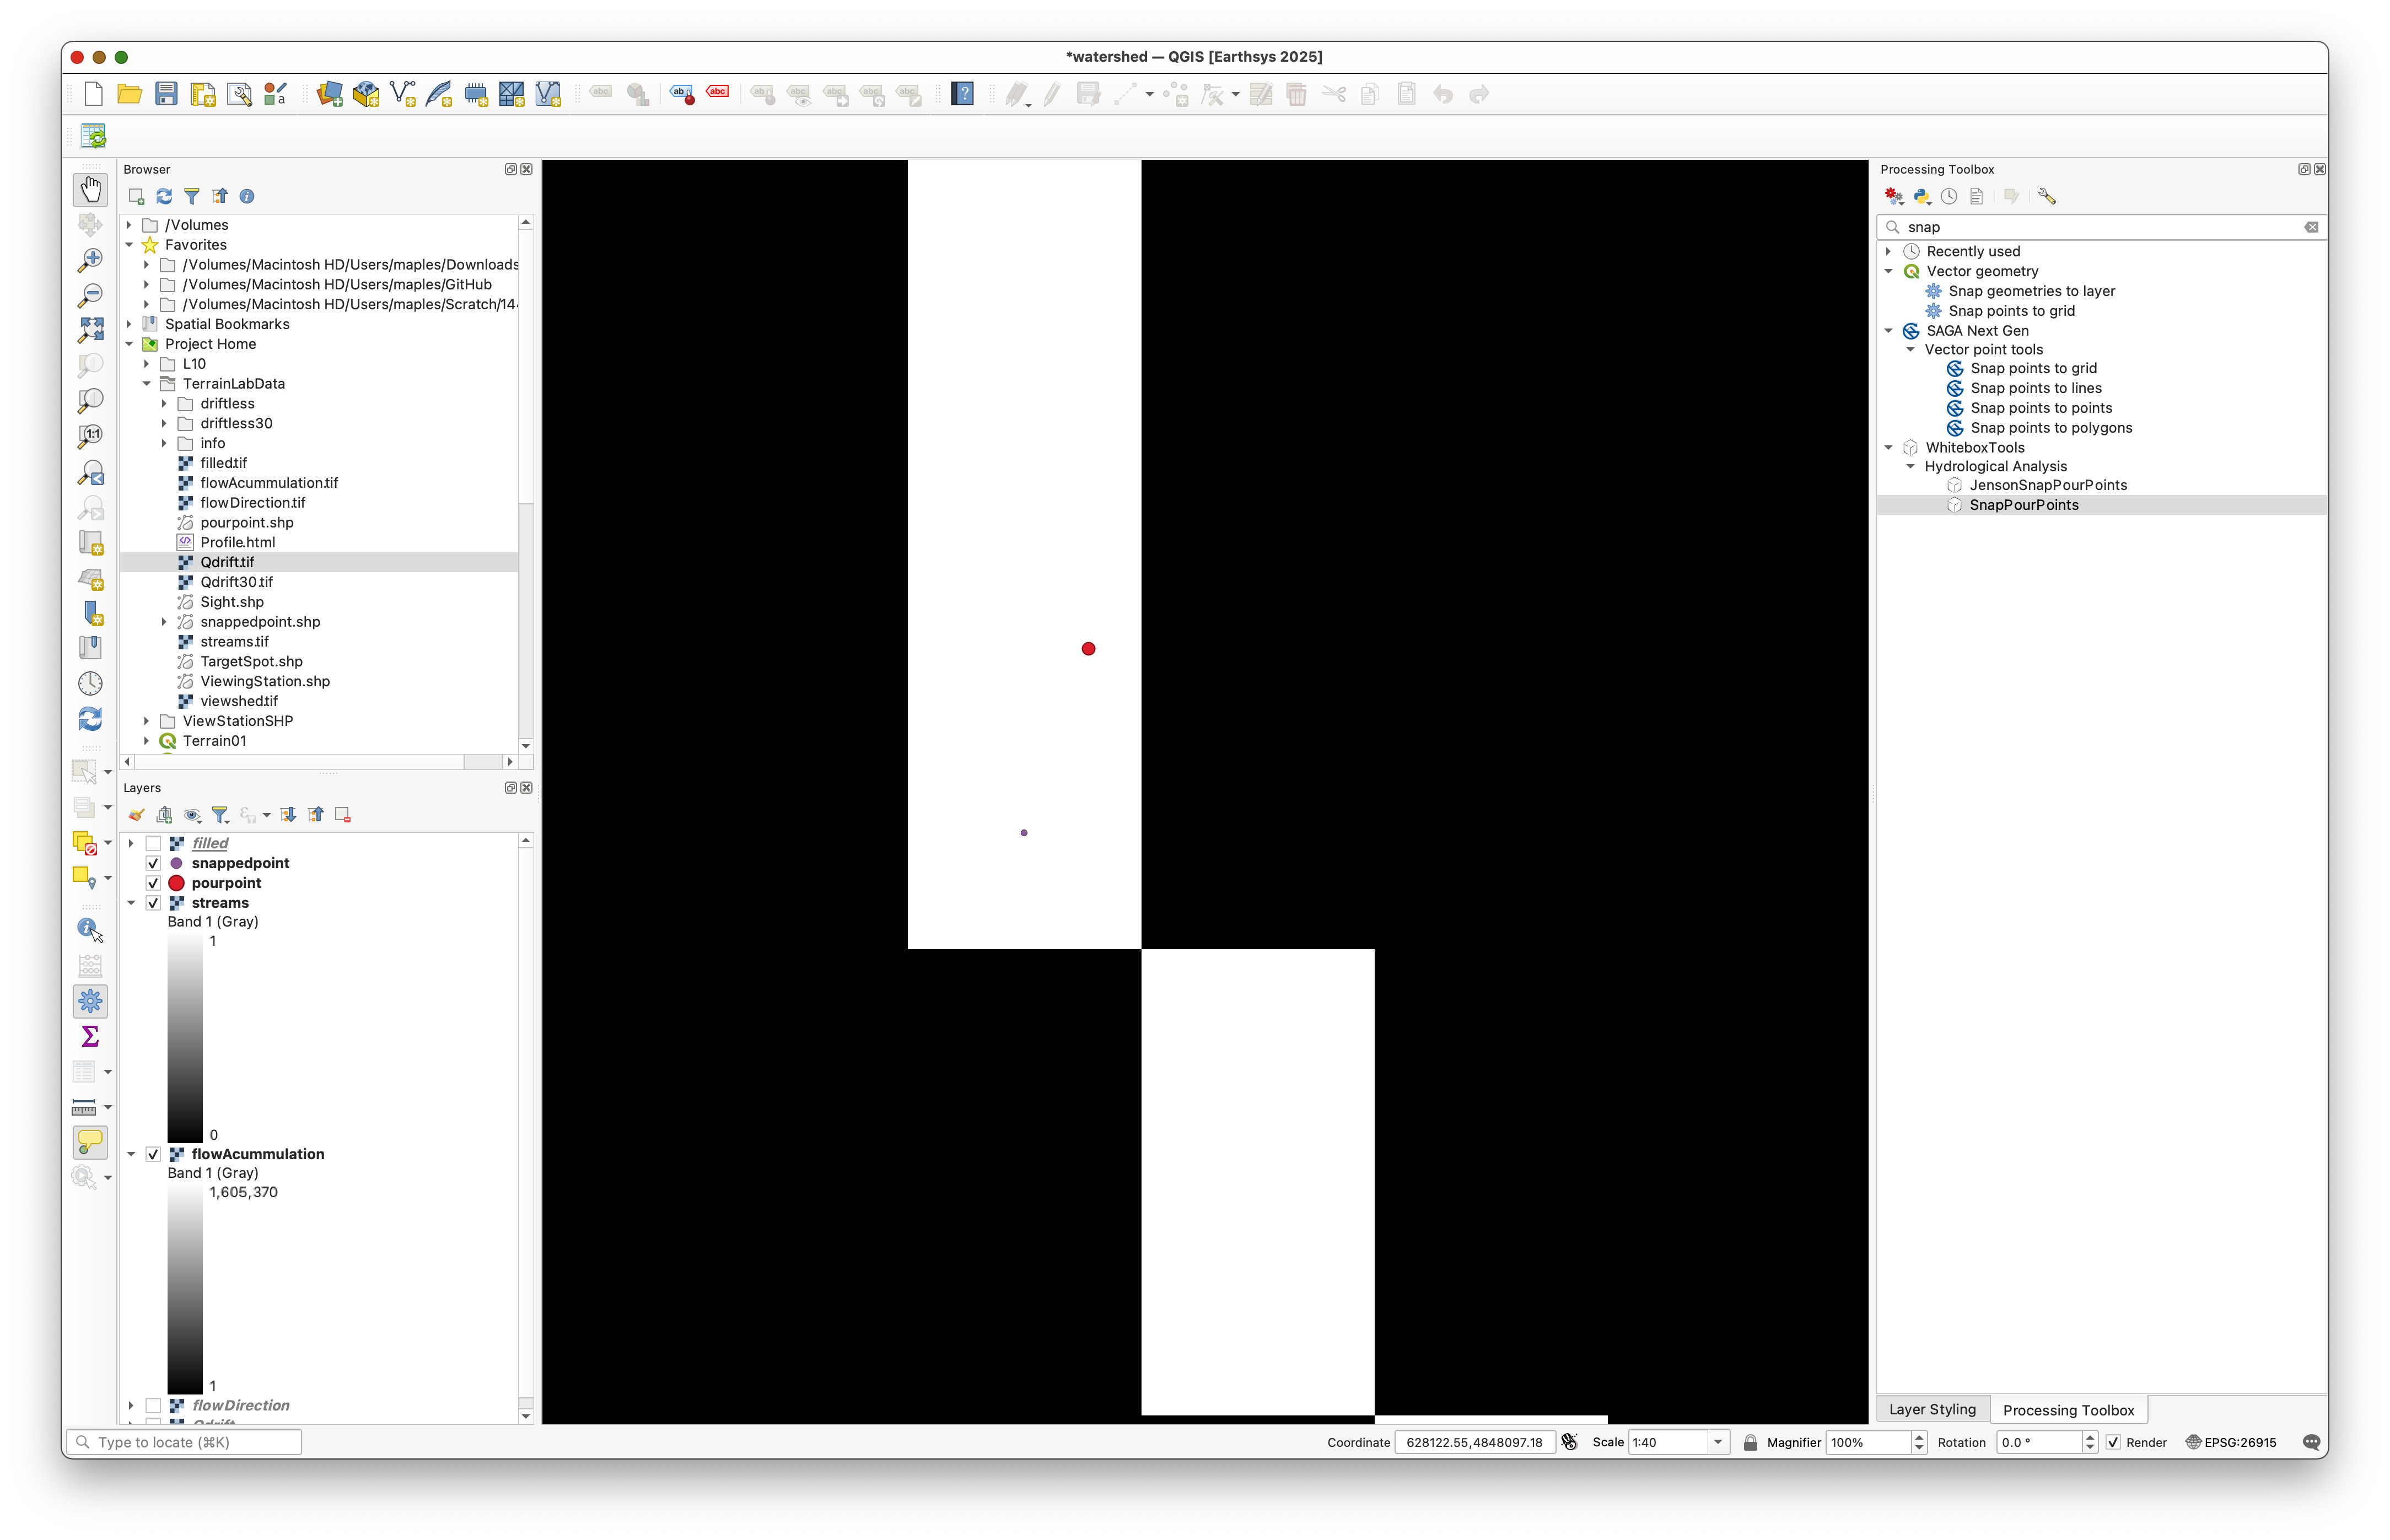 *watershed — QGIS [Earthsys 2025]
Browser
/Volumes
Favorites
/Volumes/Macintosh HD/Users/maples/Downloads
/Volumes/Macintosh HD/Users/maples/GitHub
/Volumes/Macintosh HD/Users/maples/Scratch/14
Spatial Bookmarks
Project Home
L10
TerrainLabData
driftless
driftless30
info
filled.tif
flowAcummulation.tif
flowDirection.tif
pourpoint.shp
Profile.html
Qdrift.tif
Qdrift30.tif
Sight.shp
snappedpoint.shp
streams.tif
TargetSpot.shp
ViewingStation.shp
viewshed.tif
ViewStationSHP
Terrain01
Layers
filled
snappedpoint
pourpoint
streams
Band 1 (Gray)
1
0
flowAcummulation
Band 1 (Gray)
1,605,370
1
flowDirection
Qdrift
Processing Toolbox
snap
Recently used
Vector geometry
Snap geometries to layer
Snap points to grid
SAGA Next Gen
Vector point tools
Snap points to grid
Snap points to lines
Snap points to points
Snap points to polygons
WhiteboxTools
Hydrological Analysis
JensonSnapPourPoints
SnapPourPoints
Layer Styling
Processing Toolbox
Type to locate (⌘K)
Coordinate 628122.55,4848097.18 Scale 1:40 Magnifier 100% Rotation 0.0 ° Render EPSG:26915